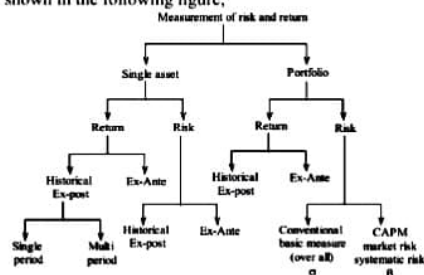 shown in the following figure,
Measurement of risk and return
Single asset Portfolio
Return Risk Return Risk
Historical Ex-post Ex-Ante Historical Ex-post Ex-Ante
Historical Ex-post Ex-Ante Conventional basic measure (over all) CAPM market risk systematic risk
Single period Multi period σ β